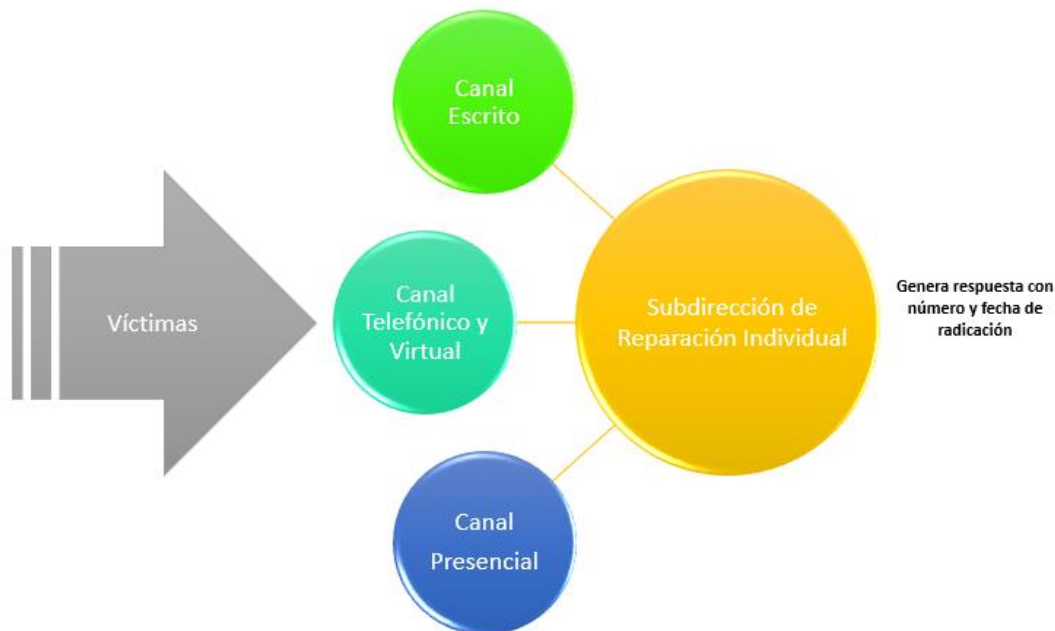 Víctimas
Canal
Escrito
Canal
Telefónico y
Virtual
Canal
Presencial
Subdirección de
Reparación Individual
Genera respuesta con
número y fecha de
radicación